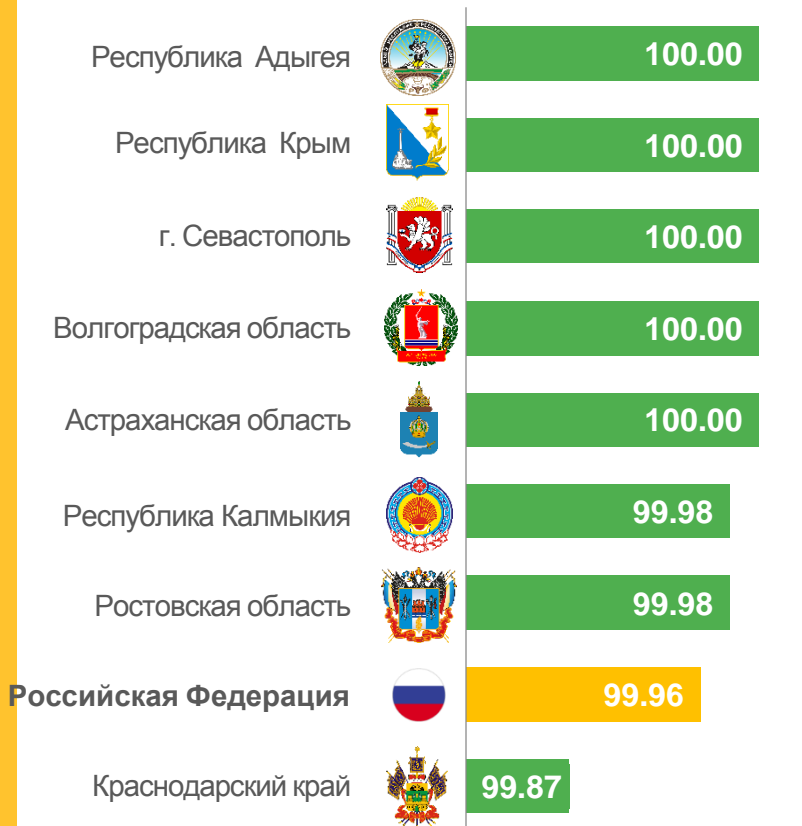 Республика Адыгея 100.00
Республика Крым 100.00
г. Севастополь 100.00
Волгоградская область 100.00
Астраханская область 100.00
Республика Калмыкия 99.98
Ростовская область 99.98
Российская Федерация 99.96
Краснодарский край 99.87